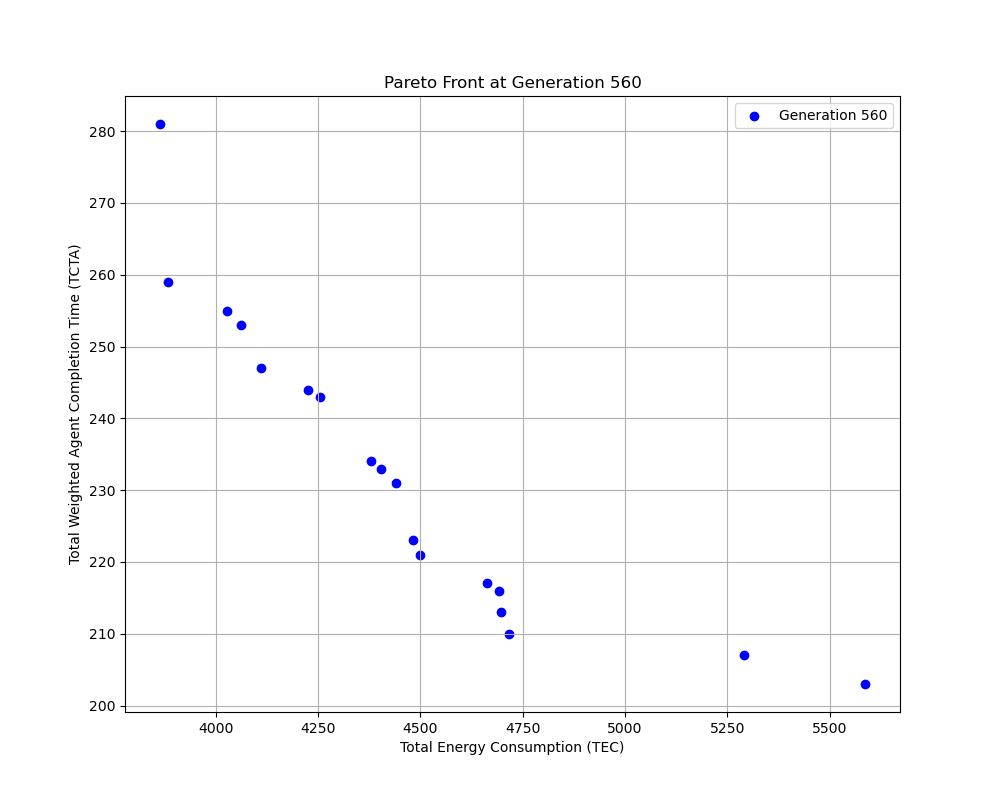 Pareto Front at Generation 560
Generation 560
Total Weighted Agent Completion Time (TCTA)
280
270
260
250
240
230
220
210
200
4000 4250 4500 4750 5000 5250 5500
Total Energy Consumption (TEC)